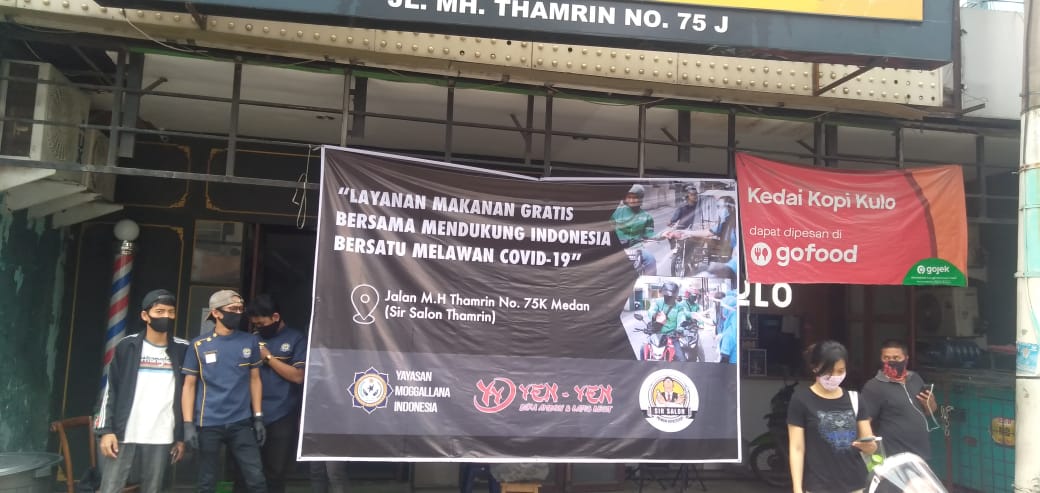 JL. MH. THAMRIN NO. 75 J
“LAYANAN MAKANAN GRATIS
BERSAMA MENDUKUNG INDONESIA
BERSATU MELAWAN COVID-19”
Jalan M.H Thamrin No. 75K Medan
(Sir Salon Thamrin)
YAYASAN
MOGGALLANA
INDONESIA
YEN - YEN
SIR SALON
Kedai Kopi Kulo
dapat dipesan di
gofood
gojek